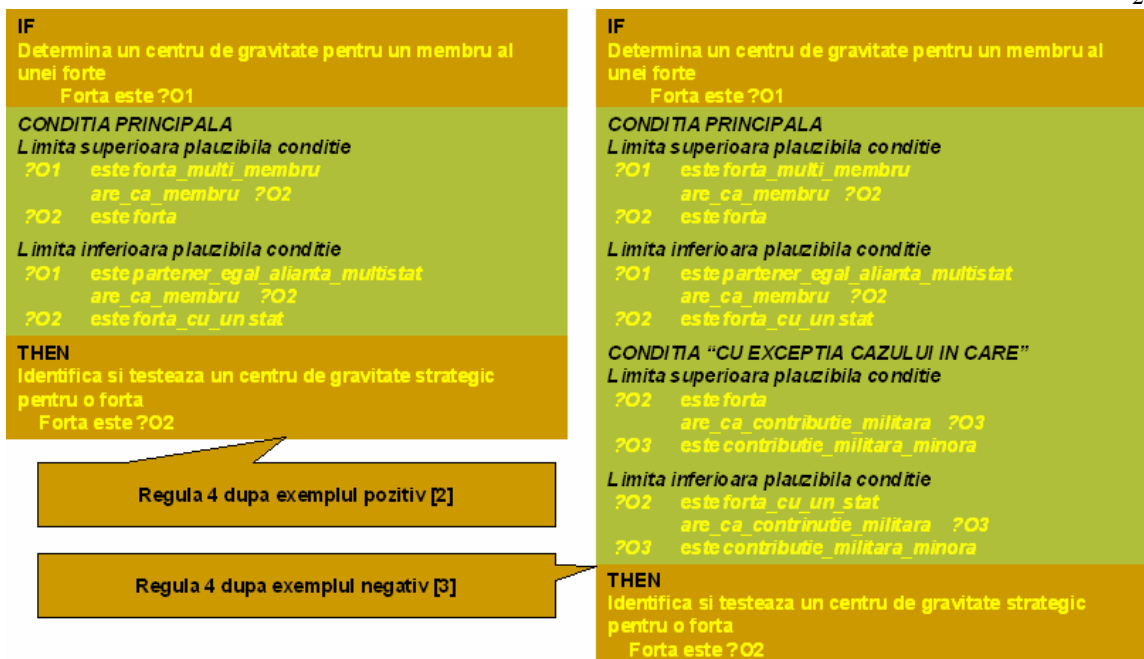 2
IF
Determina un centru de gravitate pentru un membru al
unei forte
Forta este ?O1
CONDITIA PRINCIPALA
Limita superioara plauzibila conditie
?O1 este forta_multi_membru
are_ca_membru ?O2
?O2 este forta
Limita inferioara plauzibila conditie
?O1 este partener_egal_alianta_multistat
are_ca_membru ?O2
?O2 este forta_cu_un stat
THEN
Identifica si testeaza un centru de gravitate strategic
pentru o forta
Forta este ?O2
Regula 4 dupa exemplul pozitiv [2]
Regula 4 dupa exemplul negativ [3]
IF
Determina un centru de gravitate pentru un membru al
unei forte
Forta este ?O1
CONDITIA PRINCIPALA
Limita superioara plauzibila conditie
?O1 este forta_multi_membru
are_ca_membru ?O2
?O2 este forta
Limita inferioara plauzibila conditie
?O1 este partener_egal_alianta_multistat
are_ca_membru ?O2
?O2 este forta_cu_un stat
CONDITIA “CU EXCEPTIA CAZULUI IN CARE”
Limita superioara plauzibila conditie
?O2 este forta
are_ca_contributie_militara ?O3
?O3 este contributie_militara_minora
Limita inferioara plauzibila conditie
?O2 este forta_cu_un_stat
are_ca_contrinutie_militara ?O3
?O3 este contributie_militara_minora
THEN
Identifica si testeaza un centru de gravitate strategic
pentru o forta
Forta este ?O2